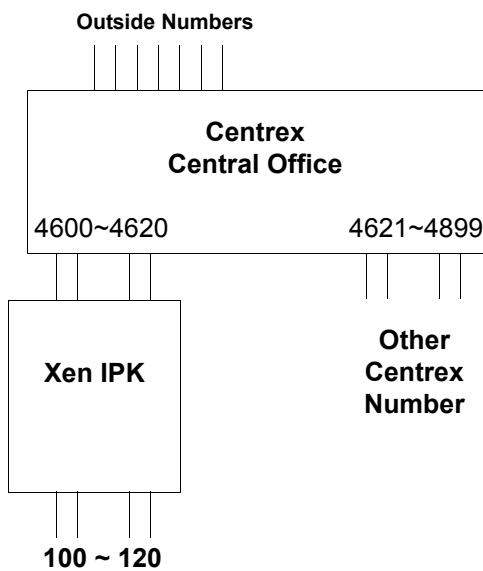 Outside Numbers
Centrex
Central Office
4600~4620
4621~4899
Xen IPK
Other
Centrex
Number
100 ~ 120